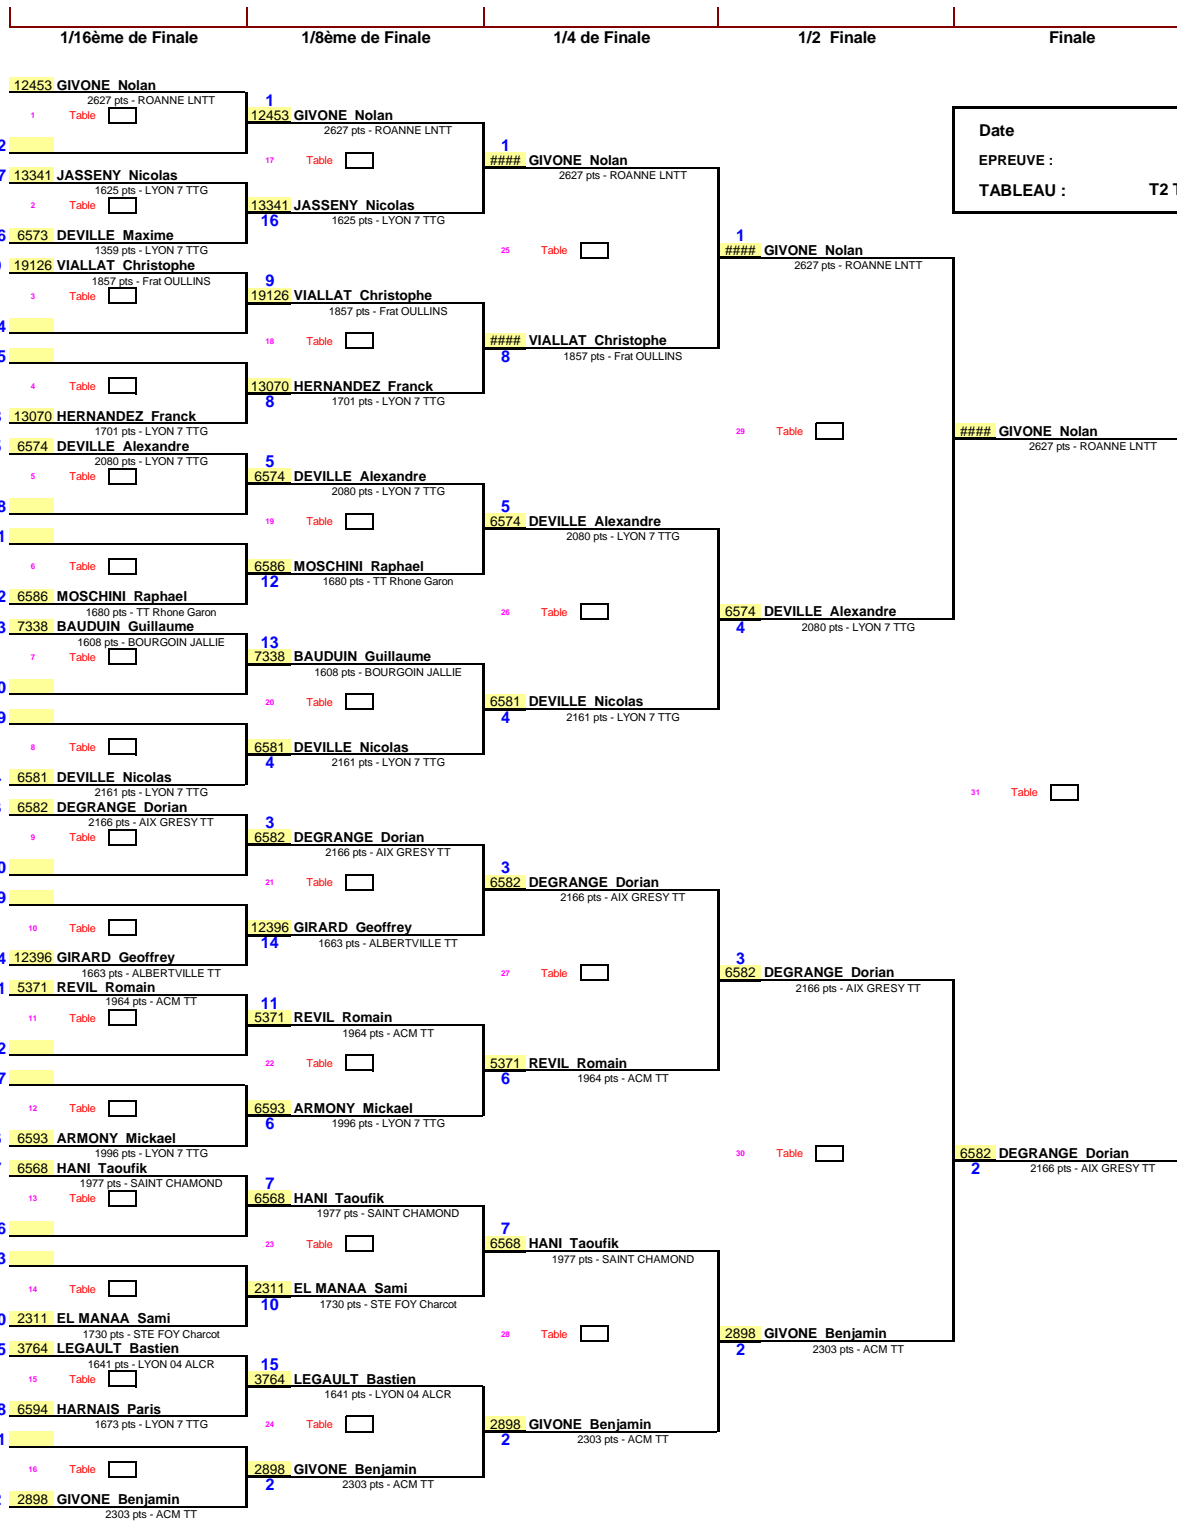 1/16ème de Finale
1/8ème de Finale
1/4 de Finale
1/2 Finale
Finale
Date
EPREUVE :
TABLEAU : T2 T
12453 GIVONE Nolan
2627 pts - ROANNE LNTT
1 Table
2
7 13341 JASSENY Nicolas
1625 pts - LYON 7 TTG
2 Table
6 6573 DEVILLE Maxime
1359 pts - LYON 7 TTG
19126 VIALLAT Christophe
1857 pts - Frat OULLINS
3 Table
4
5
4 Table
13070 HERNANDEZ Franck
1701 pts - LYON 7 TTG
6574 DEVILLE Alexandre
2080 pts - LYON 7 TTG
5 Table
8
1
6 Table
2 6586 MOSCHINI Raphael
1680 pts - TT Rhone Garon
3 7338 BAUDUIN Guillaume
1608 pts - BOURGOIN JALLIE
7 Table
0
9
8 Table
6581 DEVILLE Nicolas
2161 pts - LYON 7 TTG
6582 DEGRANGE Dorian
2166 pts - AIX GRESY TT
9 Table
0
9
10 Table
4 12396 GIRARD Geoffrey
1663 pts - ALBERTVILLE TT
1 5371 REVIL Romain
1964 pts - ACM TT
11 Table
2
7
12 Table
6593 ARMONY Mickael
1996 pts - LYON 7 TTG
6568 HANI Taoufik
1977 pts - SAINT CHAMOND
13 Table
6
3
14 Table
0 2311 EL MANAA Sami
1730 pts - STE FOY Charcot
5 3764 LEGAULT Bastien
1641 pts - LYON 04 ALCR
15 Table
8 6594 HARNAIS Paris
1673 pts - LYON 7 TTG
1
16 Table
2898 GIVONE Benjamin
2303 pts - ACM TT
1
12453 GIVONE Nolan
2627 pts - ROANNE LNTT
17 Table
13341 JASSENY Nicolas
16 1625 pts - LYON 7 TTG
9
19126 VIALLAT Christophe
1857 pts - Frat OULLINS
18 Table
13070 HERNANDEZ Franck
8 1701 pts - LYON 7 TTG
5
6574 DEVILLE Alexandre
2080 pts - LYON 7 TTG
19 Table
6586 MOSCHINI Raphael
12 1680 pts - TT Rhone Garon
13
7338 BAUDUIN Guillaume
1608 pts - BOURGOIN JALLIE
20 Table
6581 DEVILLE Nicolas
4 2161 pts - LYON 7 TTG
3
6582 DEGRANGE Dorian
2166 pts - AIX GRESY TT
21 Table
12396 GIRARD Geoffrey
14 1663 pts - ALBERTVILLE TT
11
5371 REVIL Romain
1964 pts - ACM TT
22 Table
6593 ARMONY Mickael
6 1996 pts - LYON 7 TTG
7
6568 HANI Taoufik
1977 pts - SAINT CHAMOND
23 Table
2311 EL MANAA Sami
10 1730 pts - STE FOY Charcot
15
3764 LEGAULT Bastien
1641 pts - LYON 04 ALCR
24 Table
2898 GIVONE Benjamin
2 2303 pts - ACM TT
1
#### GIVONE Nolan
2627 pts - ROANNE LNTT
25 Table
#### VIALLAT Christophe
8 1857 pts - Frat OULLINS
5
6574 DEVILLE Alexandre
2080 pts - LYON 7 TTG
26 Table
6581 DEVILLE Nicolas
4 2161 pts - LYON 7 TTG
3
6582 DEGRANGE Dorian
2166 pts - AIX GRESY TT
27 Table
5371 REVIL Romain
6 1964 pts - ACM TT
7
6568 HANI Taoufik
1977 pts - SAINT CHAMOND
28 Table
2898 GIVONE Benjamin
2 2303 pts - ACM TT
1
#### GIVONE Nolan
2627 pts - ROANNE LNTT
29 Table
6574 DEVILLE Alexandre
4 2080 pts - LYON 7 TTG
3
6582 DEGRANGE Dorian
2166 pts - AIX GRESY TT
30 Table
2898 GIVONE Benjamin
2 2303 pts - ACM TT
#### GIVONE Nolan
2627 pts - ROANNE LNTT
31 Table
6582 DEGRANGE Dorian
2 2166 pts - AIX GRESY TT